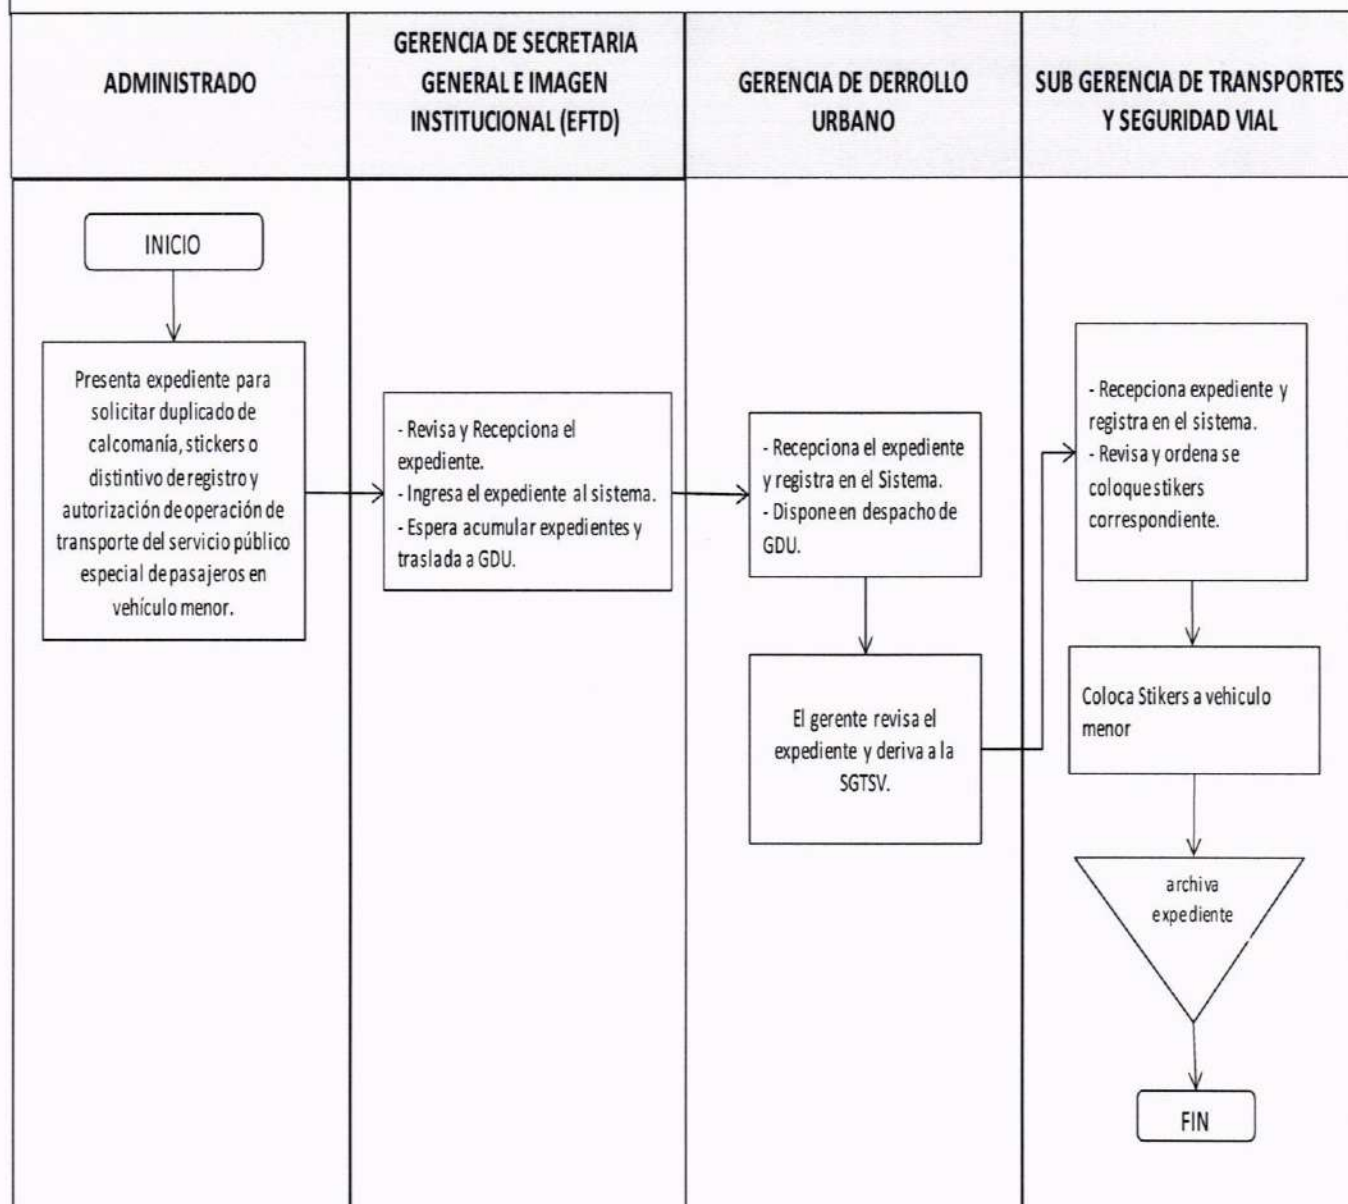 ADMINISTRADO
GERENCIA DE SECRETARIA
GENERAL E IMAGEN
INSTITUCIONAL (EFTD)
GERENCIA DE DERROLLO
URBANO
SUB GERENCIA DE TRANSPORTES
Y SEGURIDAD VIAL
INICIO
Presenta expediente para
solicitar duplicado de
calcomanía, stickers o
distintivo de registro y
autorización de operación de
transporte del servicio público
especial de pasajeros en
vehículo menor.
- Revisa y Recepciona el
expediente.
- Ingresa el expediente al sistema.
- Espera acumular expedientes y
traslada a GDU.
- Recepciona el expediente
y registra en el Sistema.
- Dispone en despacho de
GDU.
El gerente revisa el
expediente y deriva a la
SGTSV.
- Recepciona expediente y
registra en el sistema.
- Revisa y ordena se
coloque stikers
correspondiente.
Coloca Stikers a vehiculo
menor
archiva
expediente
FIN